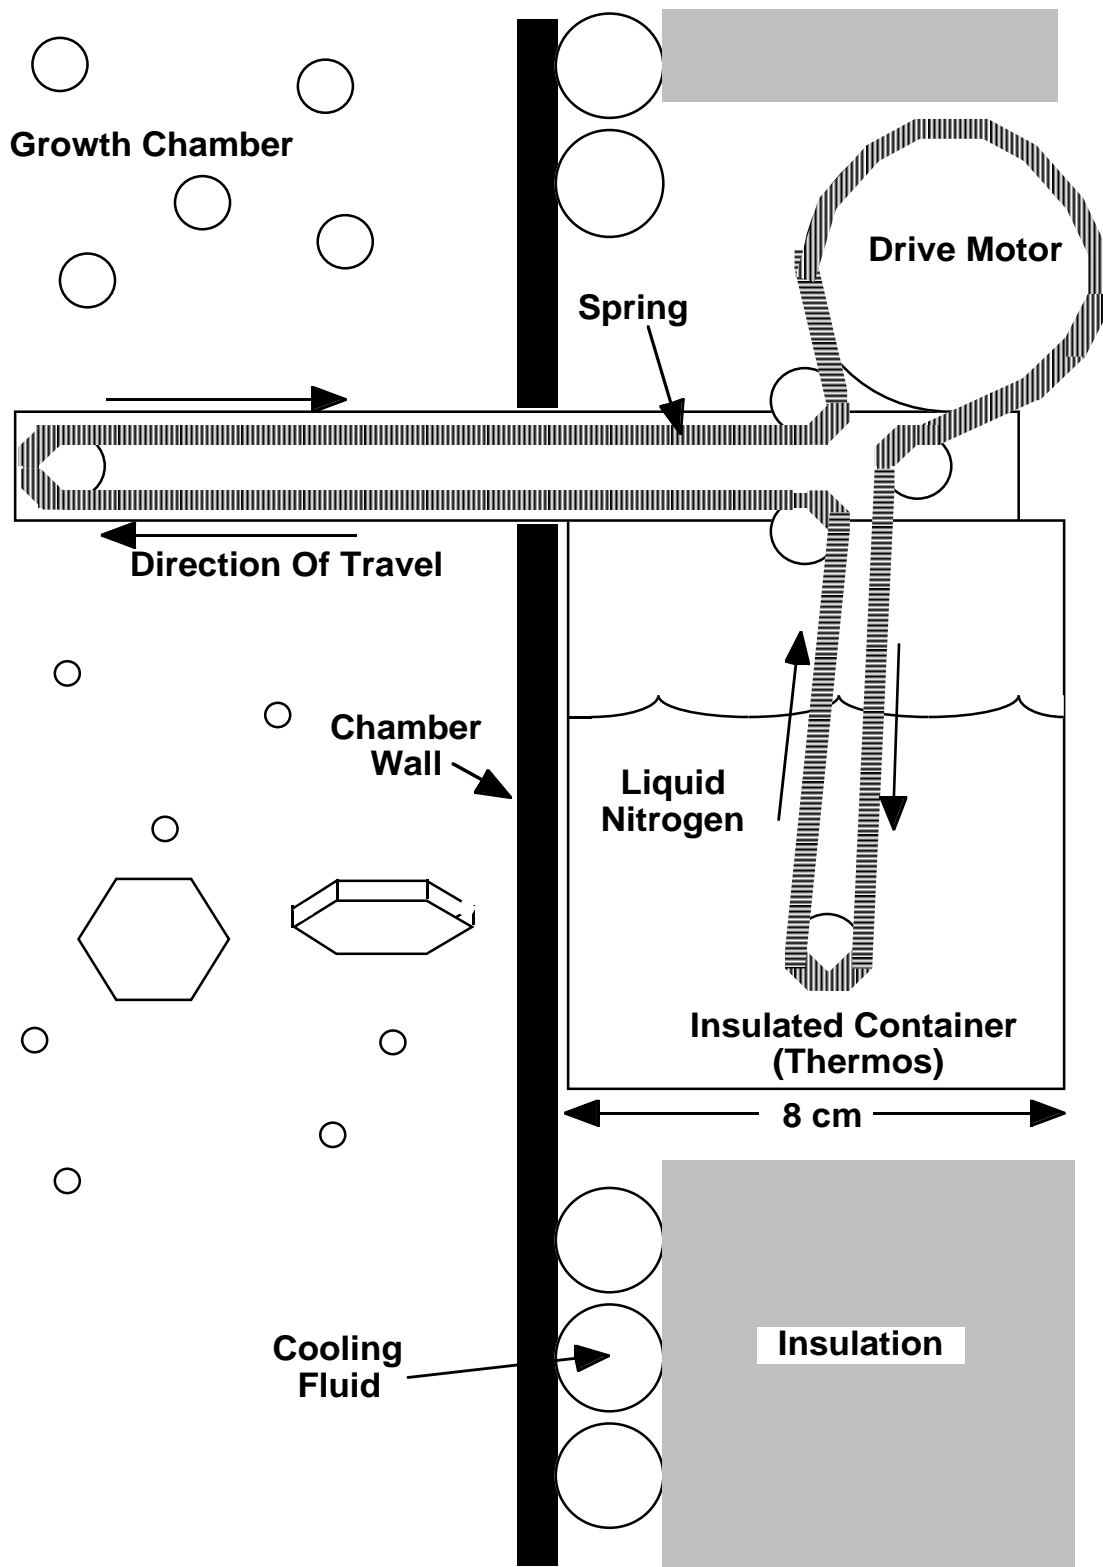 Growth Chamber
Drive Motor
Spring
Direction Of Travel
Chamber
Wall
Liquid
Nitrogen
Insulated Container
(Thermos)
8 cm
Cooling
Fluid
Insulation